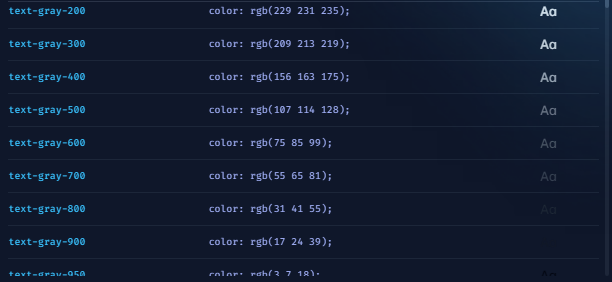 text-gray-200 color: rgb(229 231 235); Aa
text-gray-300 color: rgb(209 213 219); Aa
text-gray-400 color: rgb(156 163 175); Aa
text-gray-500 color: rgb(107 114 128); Aa
text-gray-600 color: rgb(75 85 99); Aa
text-gray-700 color: rgb(55 65 81); Aa
text-gray-800 color: rgb(31 41 55); Aa
text-gray-900 color: rgb(17 24 39);
text-gray-950 color: rgb(3 7 18); Aa